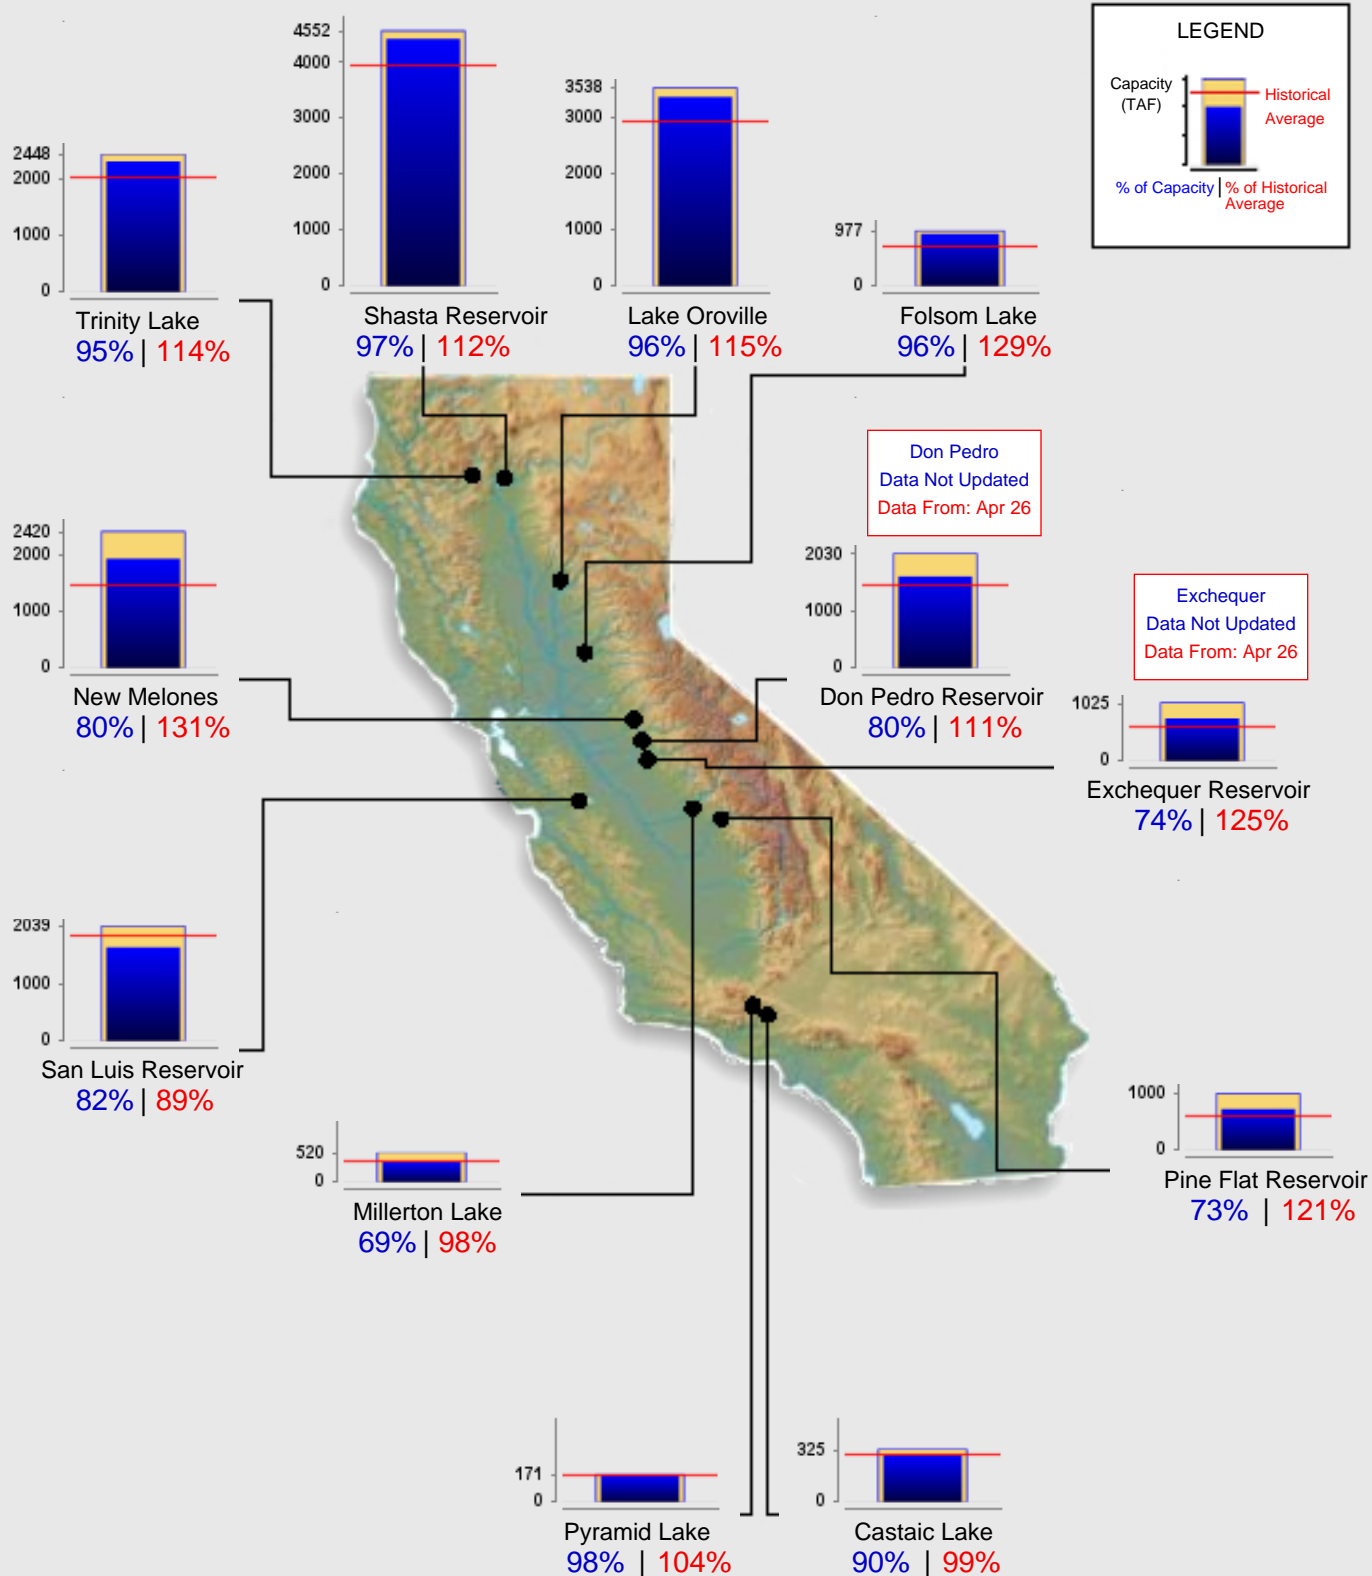 LEGEND
Capacity
(TAF)
Historical
Average
% of Capacity | % of Historical
Average
2448
2000
1000
0
Trinity Lake
95% | 114%
4552
4000
3000
2000
1000
0
Shasta Reservoir
97% | 112%
3538
3000
2000
1000
0
Lake Oroville
96% | 115%
977
0
Folsom Lake
96% | 129%
2420
2000
1000
0
New Melones
80% | 131%
Don Pedro
Data Not Updated
Data From: Apr 26
2030
1000
0
Don Pedro Reservoir
80% | 111%
Exchequer
Data Not Updated
Data From: Apr 26
1025
0
Exchequer Reservoir
74% | 125%
2039
1000
0
San Luis Reservoir
82% | 89%
520
0
Millerton Lake
69% | 98%
1000
0
Pine Flat Reservoir
73% | 121%
171
0
Pyramid Lake
98% | 104%
325
0
Castaic Lake
90% | 99%